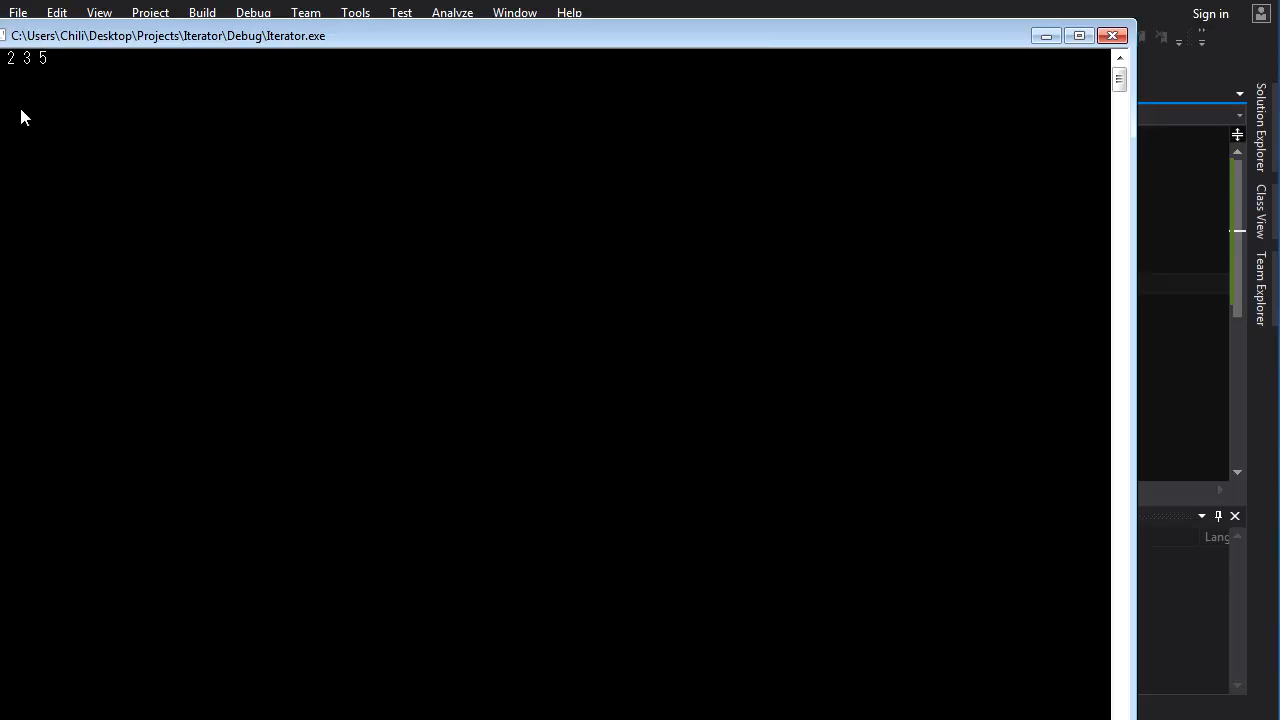 File Edit View Project Build Debug Team Tools Test Analyze Window Help Sign in
C:\Users\Chili\Desktop\Projects\Iterator\Debug\Iterator.exe
2 3 5
Solution Explorer
Class View
Team Explorer
Lang